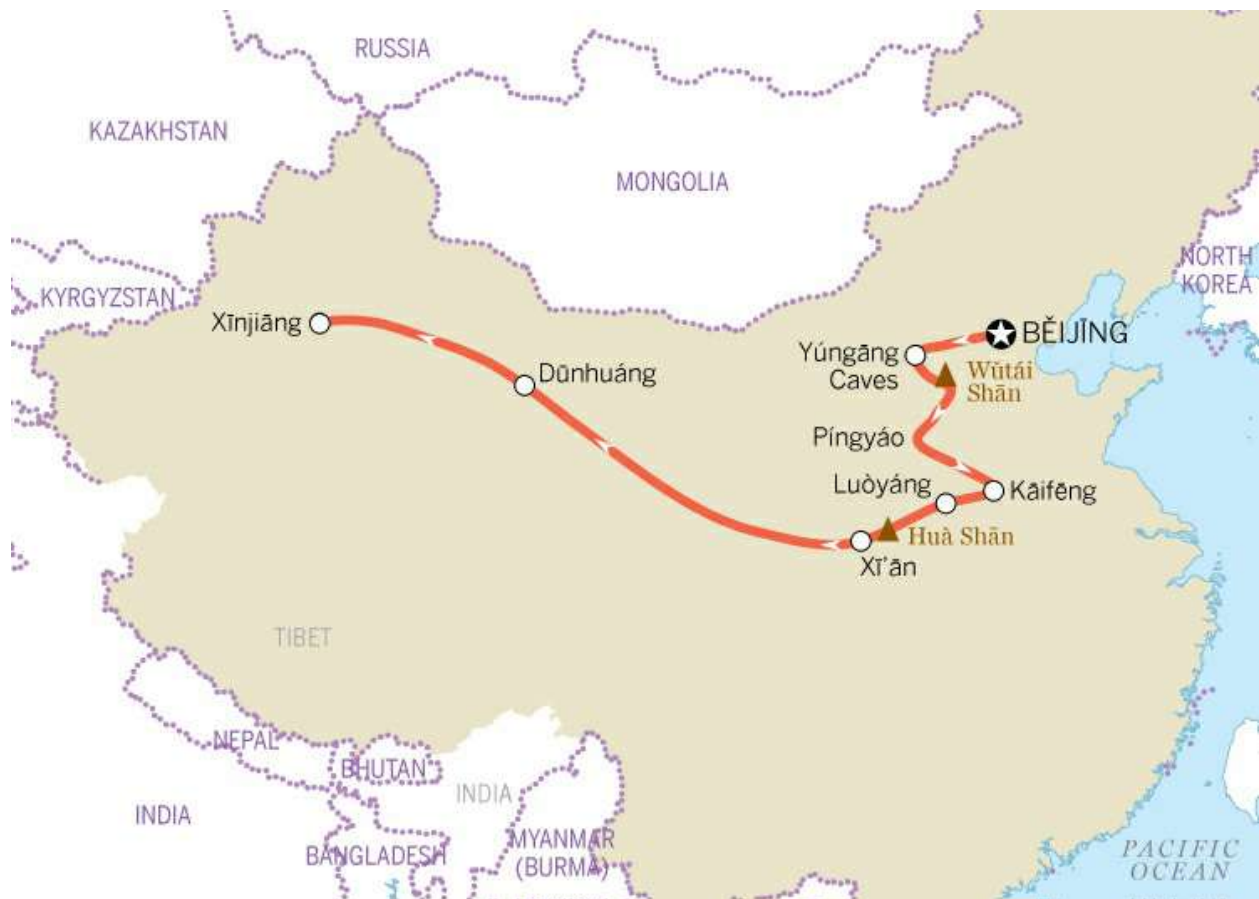 RUSSIA
KAZAKHSTAN
MONGOLIA
NORTH
KOREA
KYRGYZSTAN
Xīnjiāng
BĚIJĪNG
Yúngāng
Caves
Wǔtái
Shān
Dūnhuáng
Píngyáo
Luòyáng
Kāifēng
Huà Shān
Xī'ān
TIBET
NEPAL
BHUTAN
INDIA
INDIA
MYANMAR
(BURMA)
BANGLADESH
PACIFIC
OCEAN